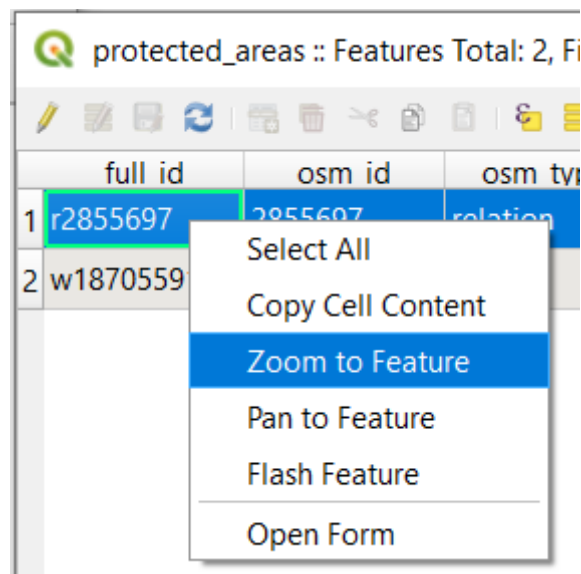 protected_areas :: Features Total: 2, Fi
full_id osm_id osm_typ
1 r2855697 2855697 relation
Select All
2 w18705591
Copy Cell Content
Zoom to Feature
Pan to Feature
Flash Feature
Open Form